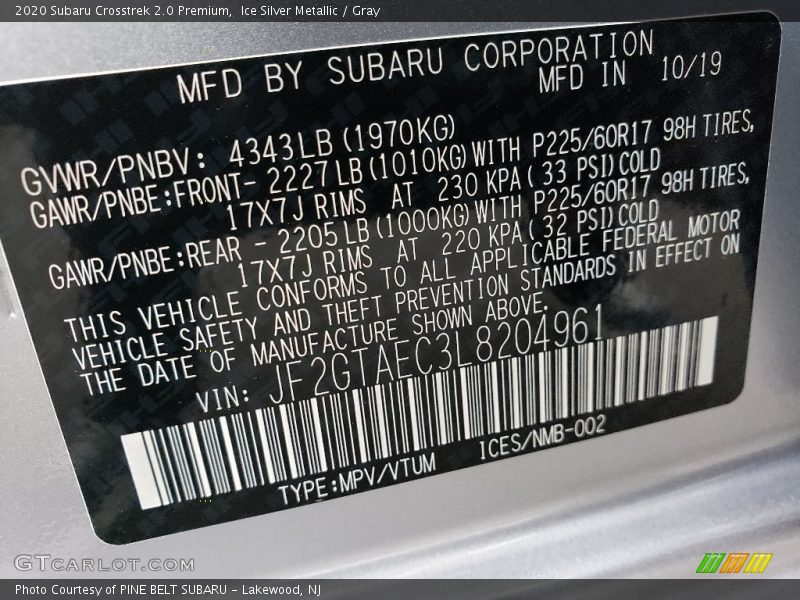 2020 Subaru Crosstrek 2.0 Premium, Ice Silver Metallic / Gray
MFD BY SUBARU CORPORATION
MFD IN 10/19
GVWR/PNBV: 4343LB (1970KG)
GAWR/PNBE:FRONT- 2227 LB (1010KG) WITH P225/60R17 98H TIRES,
17X7J RIMS AT 230 KPA ( 33 PSI) COLD
GAWR/PNBE:REAR - 2205 LB (1000KG) WITH P225/60R17 98H TIRES,
17X7J RIMS AT 220 KPA ( 32 PSI) COLD
THIS VEHICLE CONFORMS TO ALL APPLICABLE FEDERAL MOTOR
VEHICLE SAFETY AND THEFT PREVENTION STANDARDS IN EFFECT ON
THE DATE OF MANUFACTURE SHOWN ABOVE.
VIN: JF2GTAEC3L8204961
TYPE:MPV/VTUM ICES/NMB-002
GTCARLOT.COM
Photo Courtesy of PINE BELT SUBARU - Lakewood, NJ